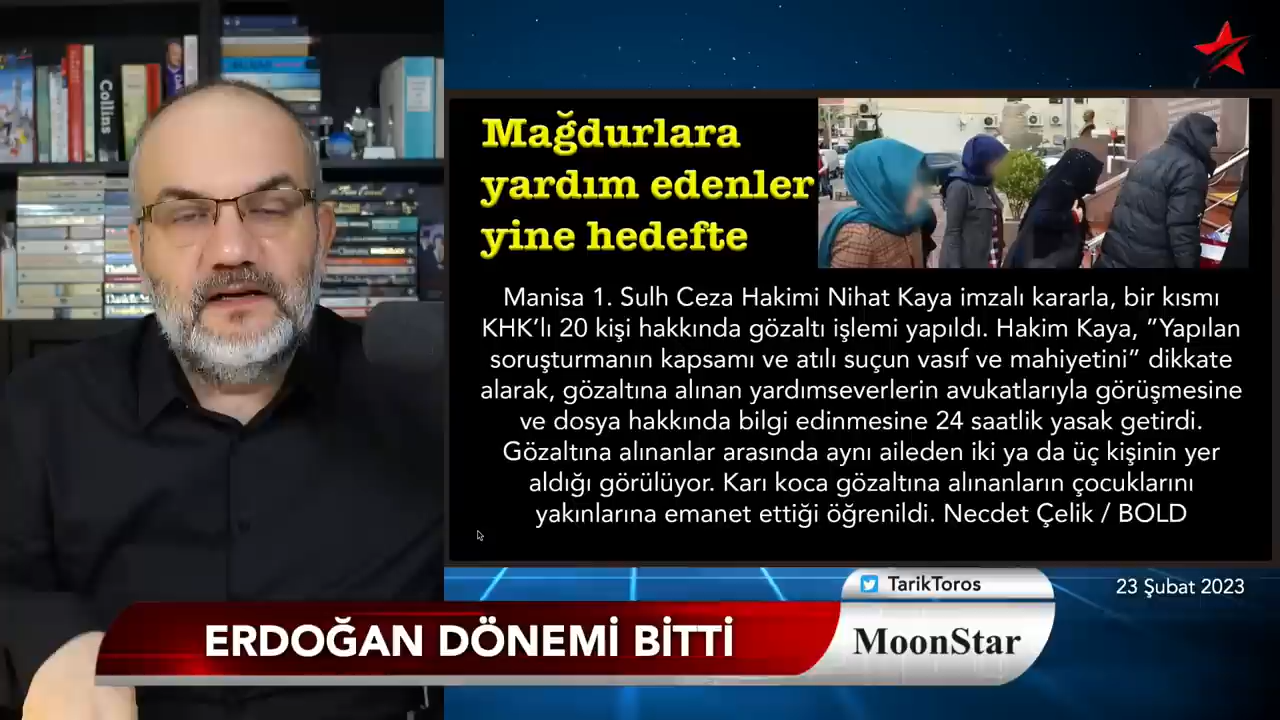 Collins
Mağdurlara
yardım edenler
yine hedefte
Manisa 1. Sulh Ceza Hakimi Nihat Kaya imzalı kararla, bir kısmı
KHK’lı 20 kişi hakkında gözaltı işlemi yapıldı. Hakim Kaya, “Yapılan
soruşturmanın kapsamı ve atılı suçun vasıf ve mahiyetini” dikkate
alarak, gözaltına alınan yardımseverlerin avukatlarıyla görüşmesine
ve dosya hakkında bilgi edinmesine 24 saatlik yasak getirdi.
Gözaltına alınanlar arasında aynı aileden iki ya da üç kişinin yer
aldığı görülüyor. Karı koca gözaltına alınanların çocuklarını
yakınlarına emanet ettiği öğrenildi. Necdet Çelik / BOLD
TarikToros
23 Şubat 2023
ERDOĞAN DÖNEMİ BİTTİ
MoonStar